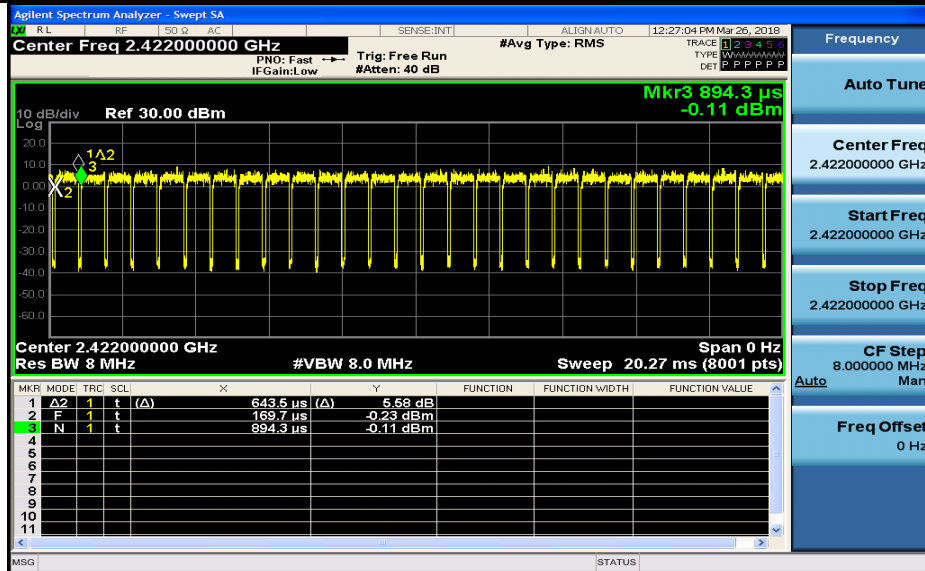 Agilent Spectrum Analyzer - Swept SA
LXI RL RF 50 Ω AC SENSE:INT ALIGN AUTO 12:27:04 PM Mar 26, 2018
Center Freq 2.422000000 GHz #Avg Type: RMS TRACE 1 2 3 4 5 6
PNO: Fast Trig: Free Run TYPE WWWWWW
IFGain:Low #Atten: 40 dB DET P P P P P P
Mkr3 894.3 µs
-0.11 dBm
10 dB/div Ref 30.00 dBm
Log
20.0
10.0
0.00
-10.0
-20.0
-30.0
-40.0
-50.0
-60.0
1Δ2
3
2
Center 2.422000000 GHz Span 0 Hz
Res BW 8 MHz #VBW 8.0 MHz Sweep 20.27 ms (8001 pts)
MKR MODE TRC SCL X Y FUNCTION FUNCTION WIDTH FUNCTION VALUE
1 Δ2 1 t (Δ) 643.5 µs (Δ) 5.58 dB
2 F 1 t 169.7 µs -0.23 dBm
3 N 1 t 894.3 µs -0.11 dBm
4
5
6
7
8
9
10
11
MSG STATUS
Frequency
Auto Tune
Center Freq
2.422000000 GHz
Start Freq
2.422000000 GHz
Stop Freq
2.422000000 GHz
CF Step
8.000000 MHz
Auto Man
Freq Offset
0 Hz